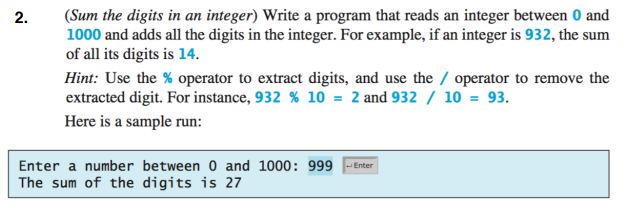 2. (Sum the digits in an integer) Write a program that reads an integer between 0 and
1000 and adds all the digits in the integer. For example, if an integer is 932, the sum
of all its digits is 14.
Hint: Use the % operator to extract digits, and use the / operator to remove the
extracted digit. For instance, 932 % 10 = 2 and 932 / 10 = 93.
Here is a sample run:
Enter a number between 0 and 1000: 999 ↵Enter
The sum of the digits is 27